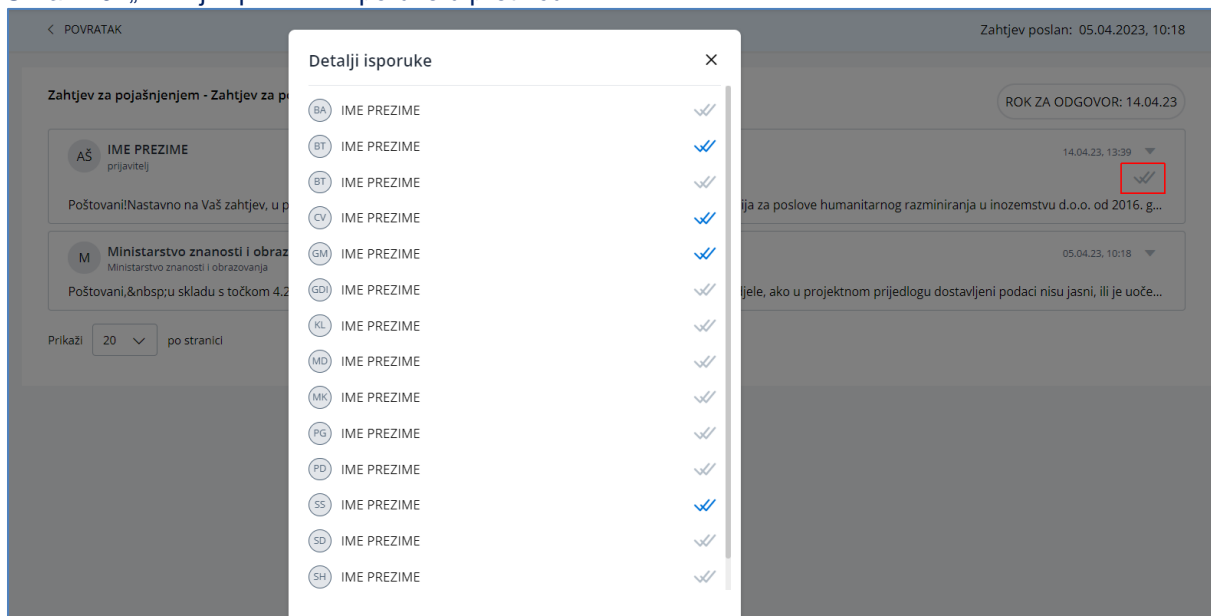 POVRATAK
Zahtjev poslan: 05.04.2023, 10:18
Detalji isporuke
Zahtjev za pojašnjenjem - Zahtjev za
ROK ZA ODGOVOR: 14.04.23
BA IME PREZIME
BT IME PREZIME
BT IME PREZIME
CV IME PREZIME
GM IME PREZIME
GDI IME PREZIME
KL IME PREZIME
MD IME PREZIME
MK IME PREZIME
PG IME PREZIME
PD IME PREZIME
SS IME PREZIME
SD IME PREZIME
SH IME PREZIME
AŠ IME PREZIME
prijavitelj
14.04.23, 13:39
Poštovani!Nastavno na Vaš zahtjev, u
ija za poslove humanitarnog razminiranja u inozemstvu d.o.o. od 2016. g...
M Ministarstvo znanosti i obraz
Ministarstvo znanosti i obrazovanja
05.04.23, 10:18
Poštovani,&nbsp;u skladu s točkom 4.2
ljele, ako u projektnom prijedlogu dostavljeni podaci nisu jasni, ili je uoče...
Prikaži 20 po stranici